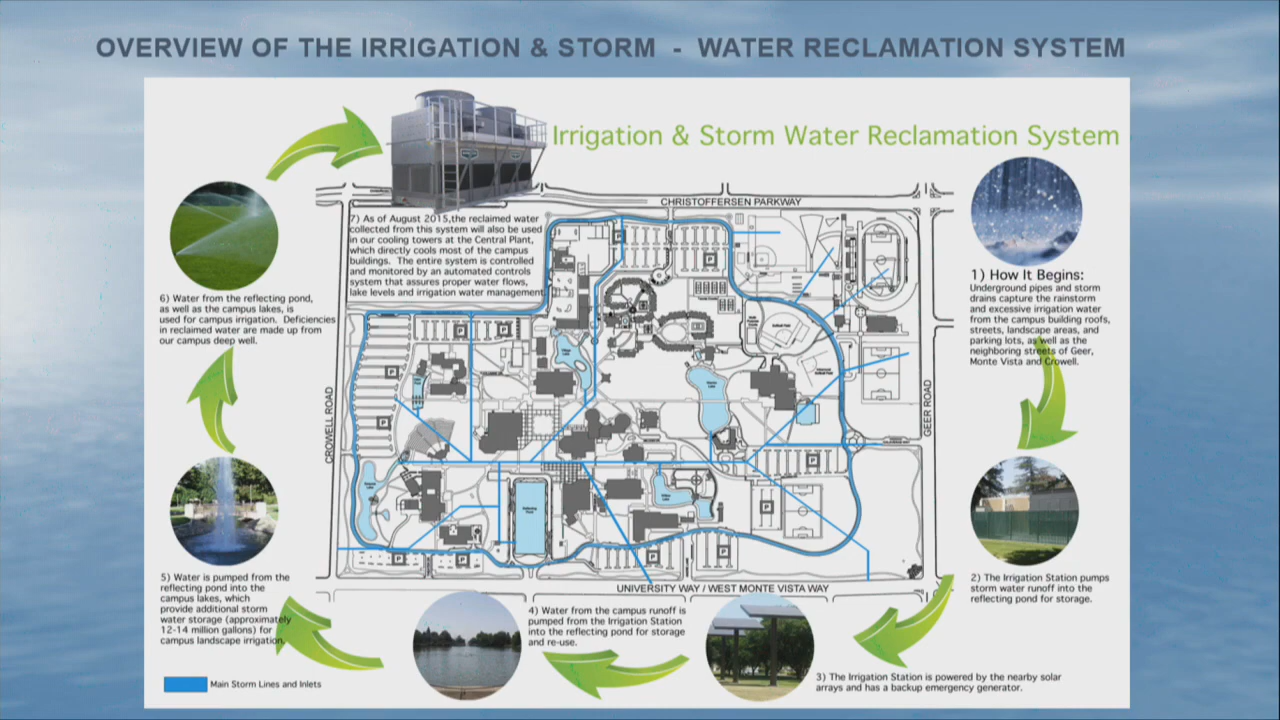 OVERVIEW OF THE IRRIGATION & STORM - WATER RECLAMATION SYSTEM
Irrigation & Storm Water Reclamation System
CHRISTOFFERSEN PARKWAY
7) As of August 2015,the reclaimed water
collected from this system will also be used
in our cooling towers at the Central Plant,
which directly cools most of the campus
buildings. The entire system is controlled
and monitored by an automated controls
system that assures proper water flows,
lake levels and irrigation water management
1) How It Begins:
Underground pipes and storm
drains capture the rainstorm
and excessive irrigation water
from the campus building roofs,
streets, landscape areas, and
parking lots, as well as the
neighboring streets of Geer,
Monte Vista and Crowell.
6) Water from the reflecting pond,
as well as the campus lakes, is
used for campus irrigation. Deficiencies
in reclaimed water are made up from
our campus deep well.
CROWELL ROAD
GEER ROAD
P
P
P
P
P
P
P
P
P
P
P
P
2) The Irrigation Station pumps
storm water runoff into the
reflecting pond for storage.
5) Water is pumped from the
reflecting pond into the
campus lakes, which
provide additional storm
water storage (approximately
12-14 million gallons) for
campus landscape irrigation.
UNIVERSITY WAY / WEST MONTE VISTA WAY
4) Water from the campus runoff is
pumped from the Irrigation Station
into the reflecting pond for storage
and re-use.
3) The Irrigation Station is powered by the nearby solar
arrays and has a backup emergency generator.
Main Storm Lines and Inlets